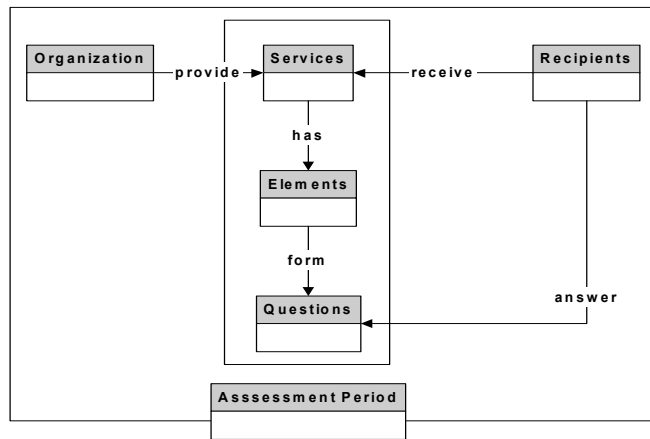 Organization
provide
Services
receive
Recipients
has
Elements
form
Questions
answer
Asssessment Period